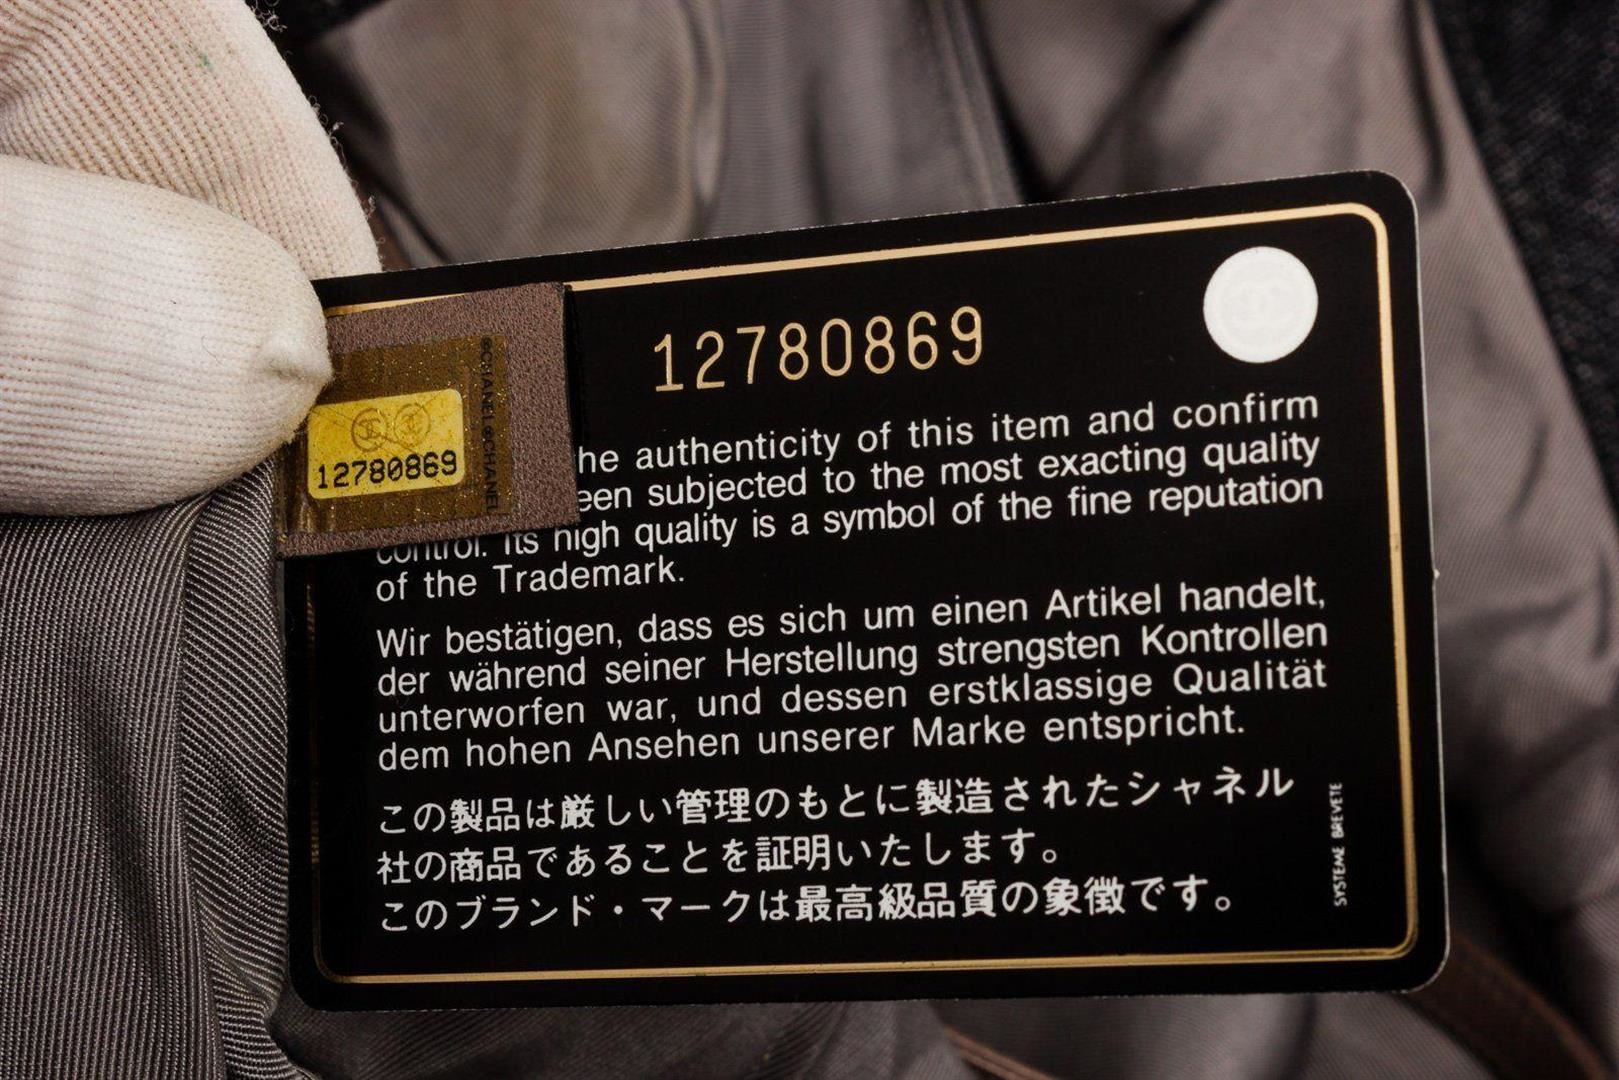 12780869
©CHANEL ©CHANEL
12780869
he authenticity of this item and confirm
een subjected to the most exacting quality
control. Its high quality is a symbol of the fine reputation
of the Trademark.
Wir bestätigen, dass es sich um einen Artikel handelt,
der während seiner Herstellung strengsten Kontrollen
unterworfen war, und dessen erstklassige Qualität
dem hohen Ansehen unserer Marke entspricht.
この製品は厳しい管理のもとに製造されたシャネル
社の商品であることを証明いたします。
このブランド・マークは最高級品質の象徴です。
SYSTEME BREVETE